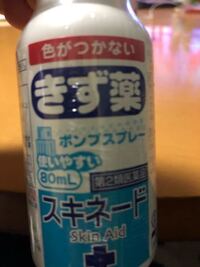 色がつかない
きず薬
ポンプスプレー
使いやすい
80mL
第2類医薬品
スキネード
Skin Aid